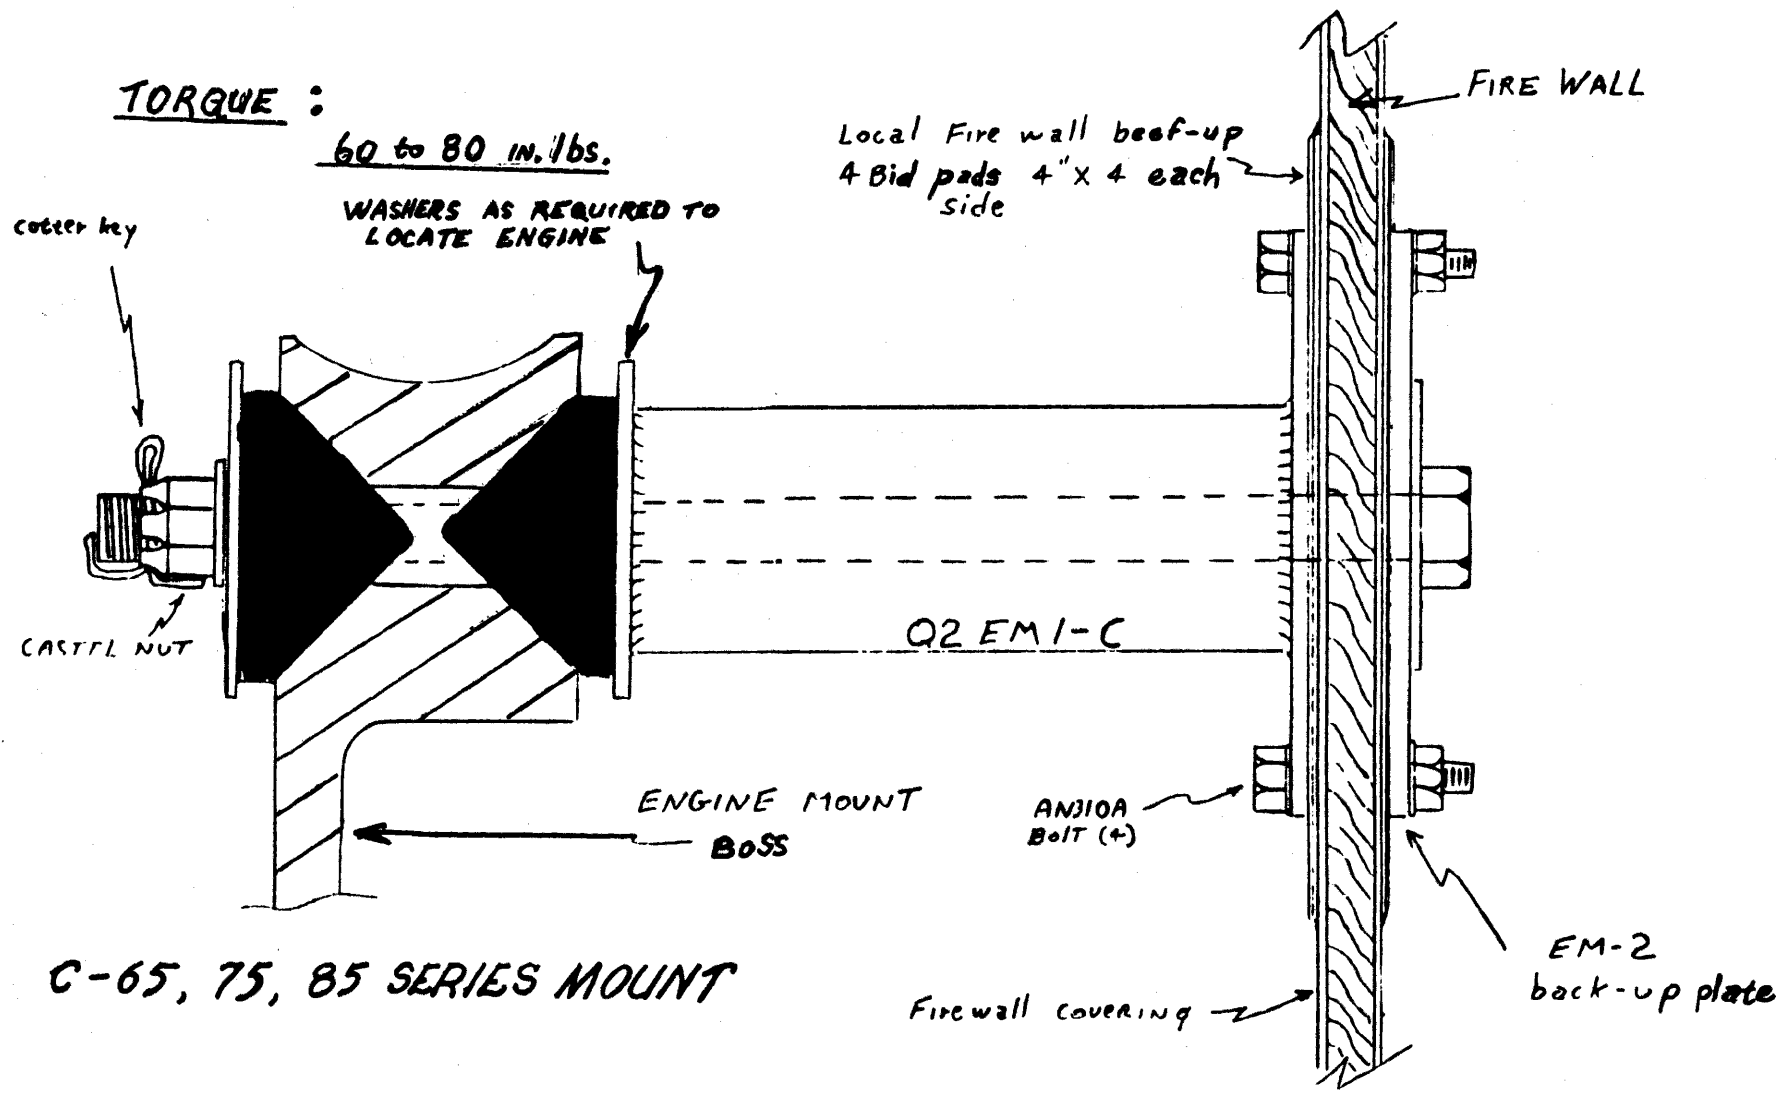 TORQUE :
60 to 80 IN. lbs.
WASHERS AS REQUIRED TO
LOCATE ENGINE
cotter key
Local Fire wall beef-up
4 Bid pads 4" X 4 each
side
FIRE WALL
CASTTL NUT
Q2 EM1-C
ENGINE MOUNT
BOSS
AN310A
BolT (4)
EM-2
back-up plate
Firewall COVERING
C-65, 75, 85 SERIES MOUNT